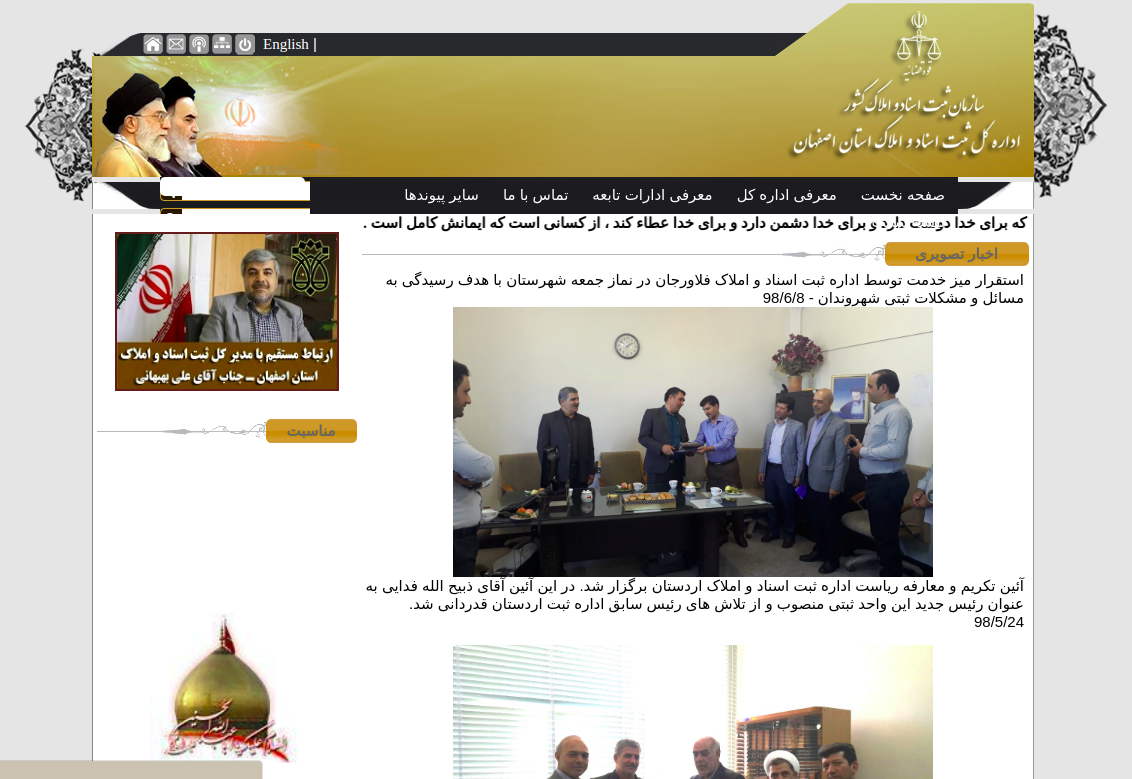 English |
قوه قضائیه
سازمان ثبت اسناد و املاک کشور
اداره کل ثبت اسناد و املاک استان اصفهان
صفحه نخست
معرفی اداره کل
معرفی ادارات تابعه
تماس با ما
سایر پیوندها
که برای خدا دوست دارد و برای خدا دشمن دارد و برای خدا عطاء کند ، از کسانی است که ایمانش کامل است .
اخبار تصویری
استقرار میز خدمت توسط اداره ثبت اسناد و املاک فلاورجان در نماز جمعه شهرستان با هدف رسیدگی به
مسائل و مشکلات ثبتی شهروندان - 98/6/8
آئین تکریم و معارفه ریاست اداره ثبت اسناد و املاک اردستان برگزار شد. در این آئین آقای ذبیح الله فدایی به
عنوان رئیس جدید این واحد ثبتی منصوب و از تلاش های رئیس سابق اداره ثبت اردستان قدردانی شد.
98/5/24
ارتباط مستقیم با مدیر کل ثبت اسناد و املاک
استان اصفهان ــ جناب آقای علی بهبهانی
مناسبت